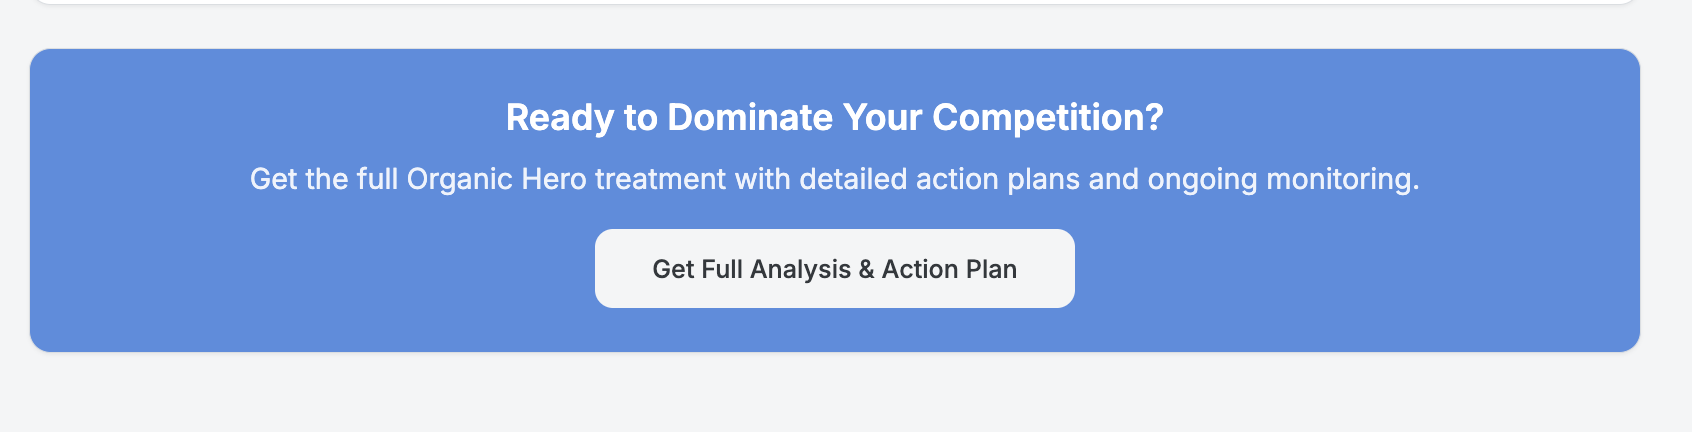 Ready to Dominate Your Competition?
Get the full Organic Hero treatment with detailed action plans and ongoing monitoring.
Get Full Analysis & Action Plan